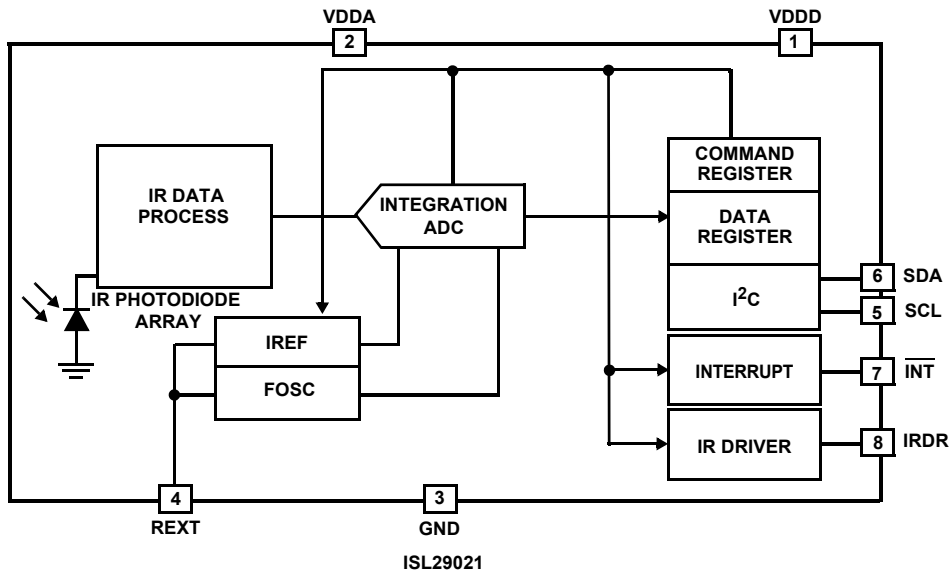 VDDA
VDDD
2
1
COMMAND
REGISTER
IR DATA
PROCESS
INTEGRATION
ADC
DATA
REGISTER
I²C
6 SDA
5 SCL
IR PHOTODIODE
ARRAY
IREF
FOSC
INTERRUPT
7 INT
IR DRIVER
8 IRDR
4
3
REXT
GND
ISL29021